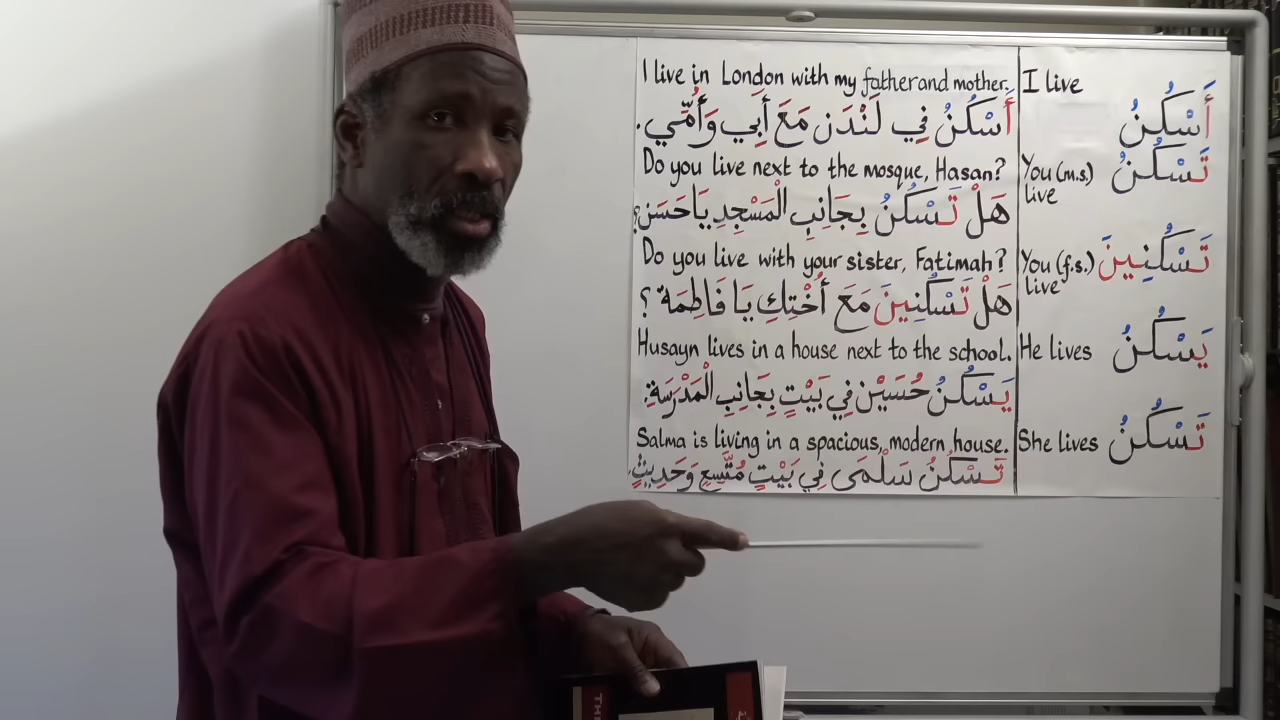 I live in London with my father and mother.
أَسْكُنُ فِي لَنْدَن مَعَ أَبِي وَأُمِّي.
Do you live next to the mosque, Hasan?
هَلْ تَسْكُنُ بِجَانِبِ الْمَسْجِدِ يَا حَسَن؟
Do you live with your sister, Fatimah?
هَلْ تَسْكُنِينَ مَعَ أُخْتِكِ يَا فَاطِمَة؟
Husayn lives in a house next to the school.
يَسْكُنُ حُسَيْن فِي بَيْتٍ بِجَانِبِ الْمَدْرَسَةِ.
Salma is living in a spacious, modern house.
تَسْكُنُ سَلْمَى فِي بَيْتٍ مُتَّسِعٍ وَحَدِيثٍ.
I live
أَسْكُنُ
You (m.s.) live
تَسْكُنُ
You (f.s.) live
تَسْكُنِينَ
He lives
يَسْكُنُ
She lives
تَسْكُنُ